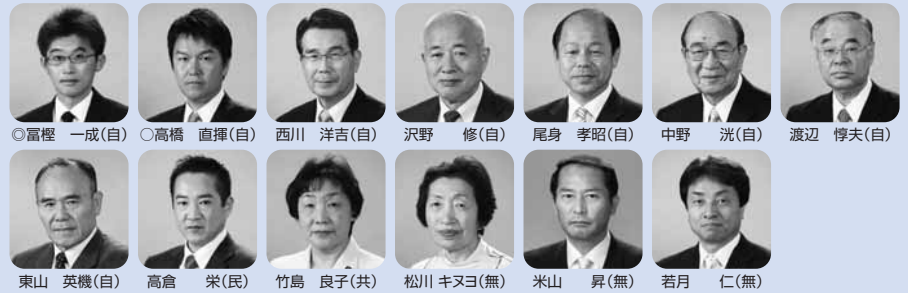 ◎冨樫　一成(自) ○高橋　直揮(自) 西川　洋吉(自) 沢野　　修(自) 尾身　孝昭(自) 中野　　洸(自) 渡辺　惇夫(自)
東山　英機(自) 高倉　　栄(民) 竹島　良子(共) 松川 キヌヨ(無) 米山　　昇(無) 若月　　仁(無)